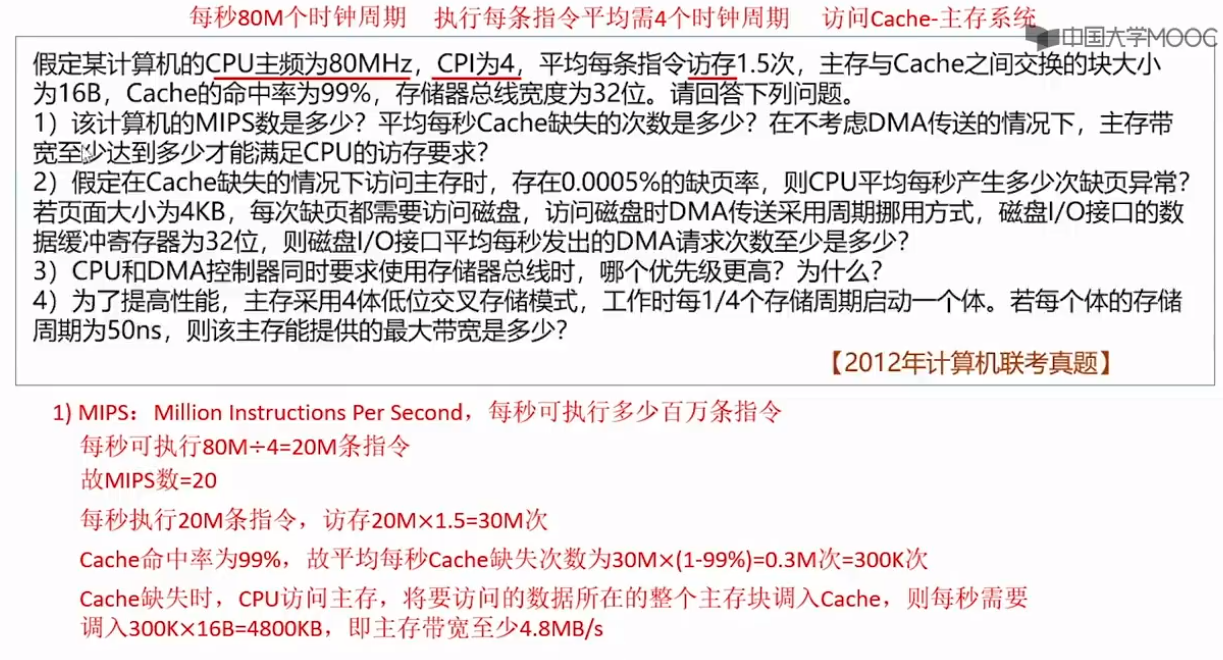 每秒80M个时钟周期 执行每条指令平均需4个时钟周期 访问Cache-主存系统
中国大学MOOC
假定某计算机的CPU主频为80MHz，CPI为4，平均每条指令访存1.5次，主存与Cache之间交换的块大小
为16B，Cache的命中率为99%，存储器总线宽度为32位。请回答下列问题。
1）该计算机的MIPS数是多少？平均每秒Cache缺失的次数是多少？在不考虑DMA传送的情况下，主存带
宽至少达到多少才能满足CPU的访存要求？
2）假定在Cache缺失的情况下访问主存时，存在0.0005%的缺页率，则CPU平均每秒产生多少次缺页异常？
若页面大小为4KB，每次缺页都需要访问磁盘，访问磁盘时DMA传送采用周期挪用方式，磁盘I/O接口的数
据缓冲寄存器为32位，则磁盘I/O接口平均每秒发出的DMA请求次数至少是多少？
3）CPU和DMA控制器同时要求使用存储器总线时，哪个优先级更高？为什么？
4）为了提高性能，主存采用4体低位交叉存储模式，工作时每1/4个存储周期启动一个体。若每个体的存储
周期为50ns，则该主存能提供的最大带宽是多少？
【2012年计算机联考真题】
1) MIPS：Million Instructions Per Second，每秒可执行多少百万条指令
每秒可执行80M÷4=20M条指令
故MIPS数=20
每秒执行20M条指令，访存20M×1.5=30M次
Cache命中率为99%，故平均每秒Cache缺失次数为30M×(1-99%)=0.3M次=300K次
Cache缺失时，CPU访问主存，将要访问的数据所在的整个主存块调入Cache，则每秒需要
调入300K×16B=4800KB，即主存带宽至少4.8MB/s